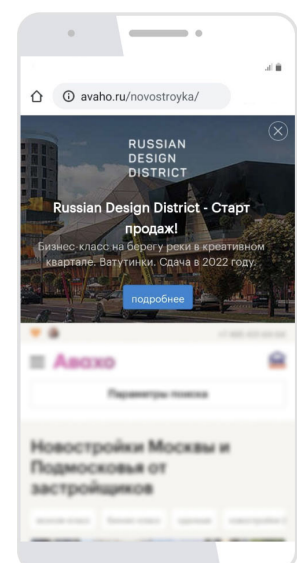 avaho.ru/novostroyka/
RUSSIAN
DESIGN
DISTRICT
Russian Design District - Старт
продаж!
Бизнес-класс на берегу реки в креативном
квартале. Ватутинки. Сдача в 2022 году.
подробнее
Авахо
Параметры поиска
Новостройки Москвы и
Подмосковья от
застройщиков